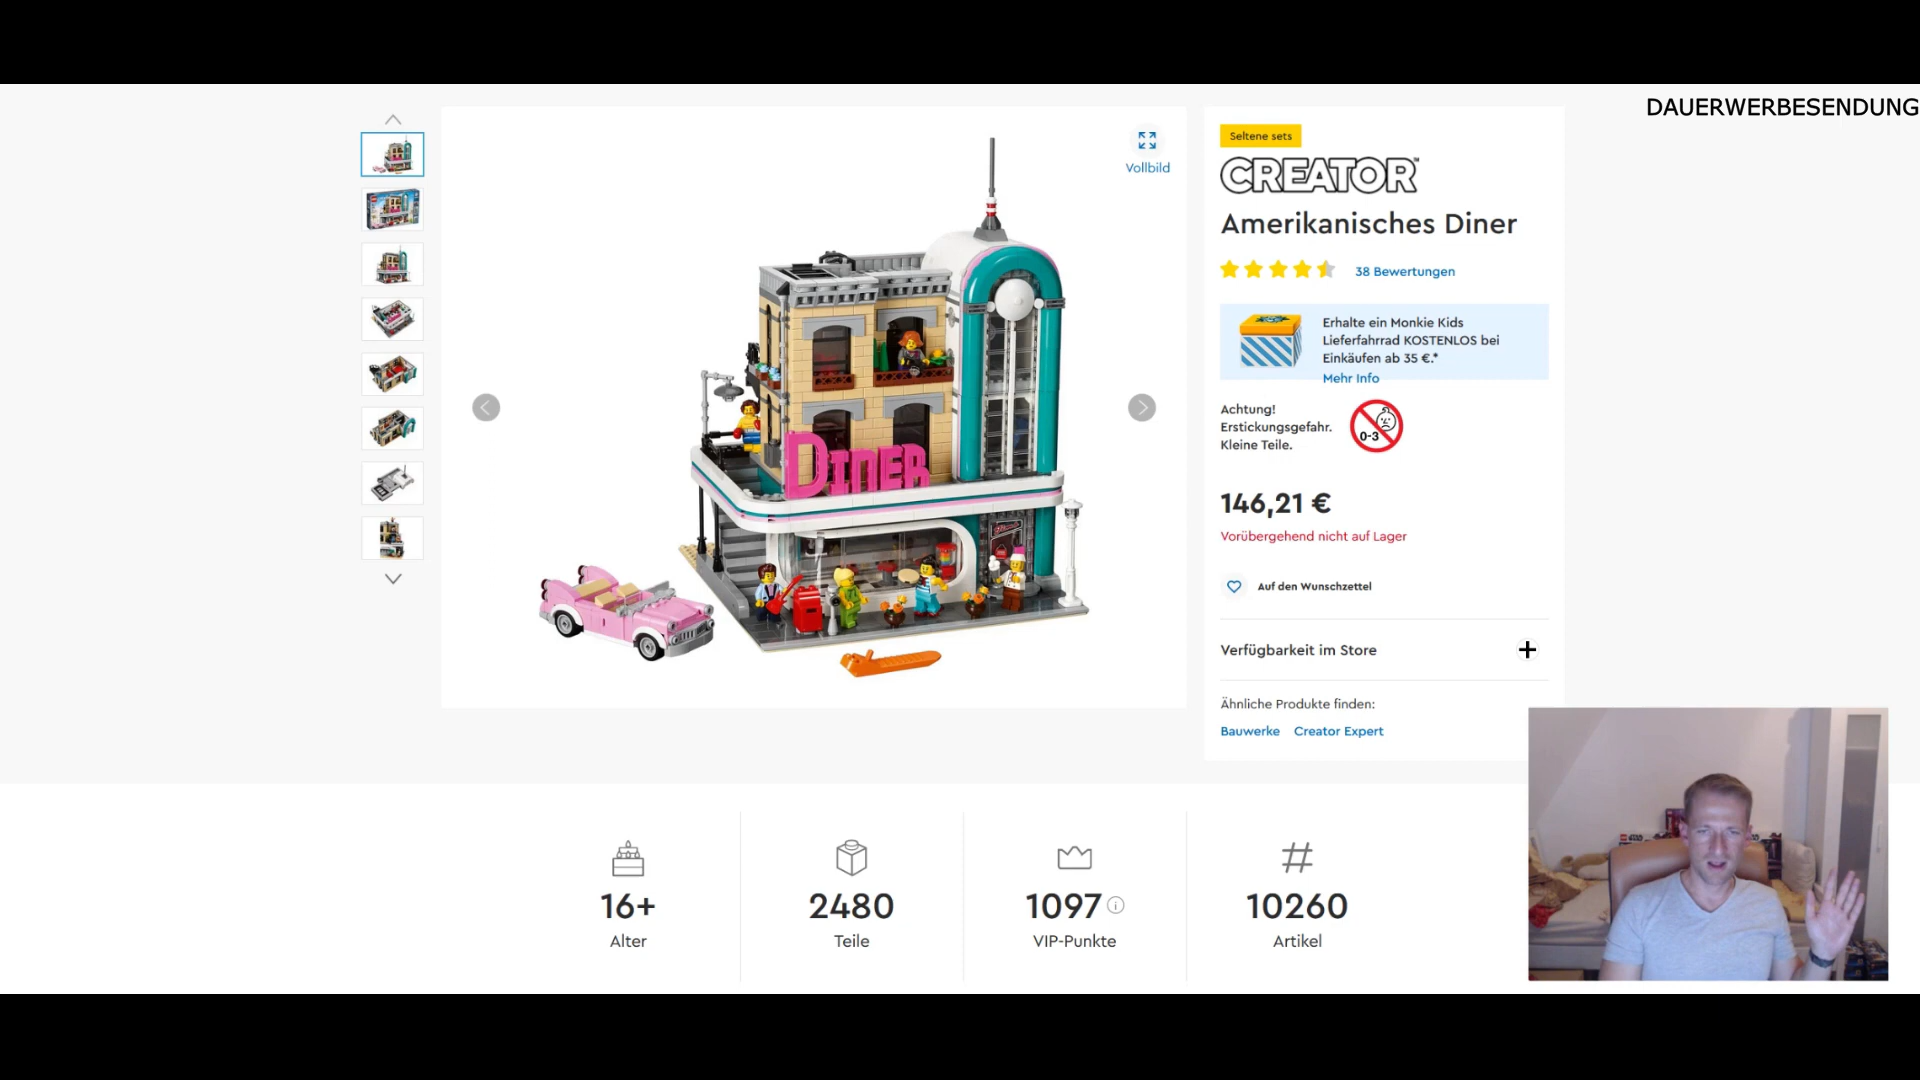 DAUERWERBESENDUNG
Vollbild
Seltene sets
CREATOR
Amerikanisches Diner
38 Bewertungen
Erhalte ein Monkie Kids
Lieferfahrrad KOSTENLOS bei
Einkäufen ab 35 €.*
Mehr Info
Achtung!
Erstickungsgefahr.
Kleine Teile.
0-3
146,21 €
Vorübergehend nicht auf Lager
Auf den Wunschzettel
Verfügbarkeit im Store
Ähnliche Produkte finden:
Bauwerke Creator Expert
DINER
16+
Alter
2480
Teile
1097
VIP-Punkte
#
10260
Artikel